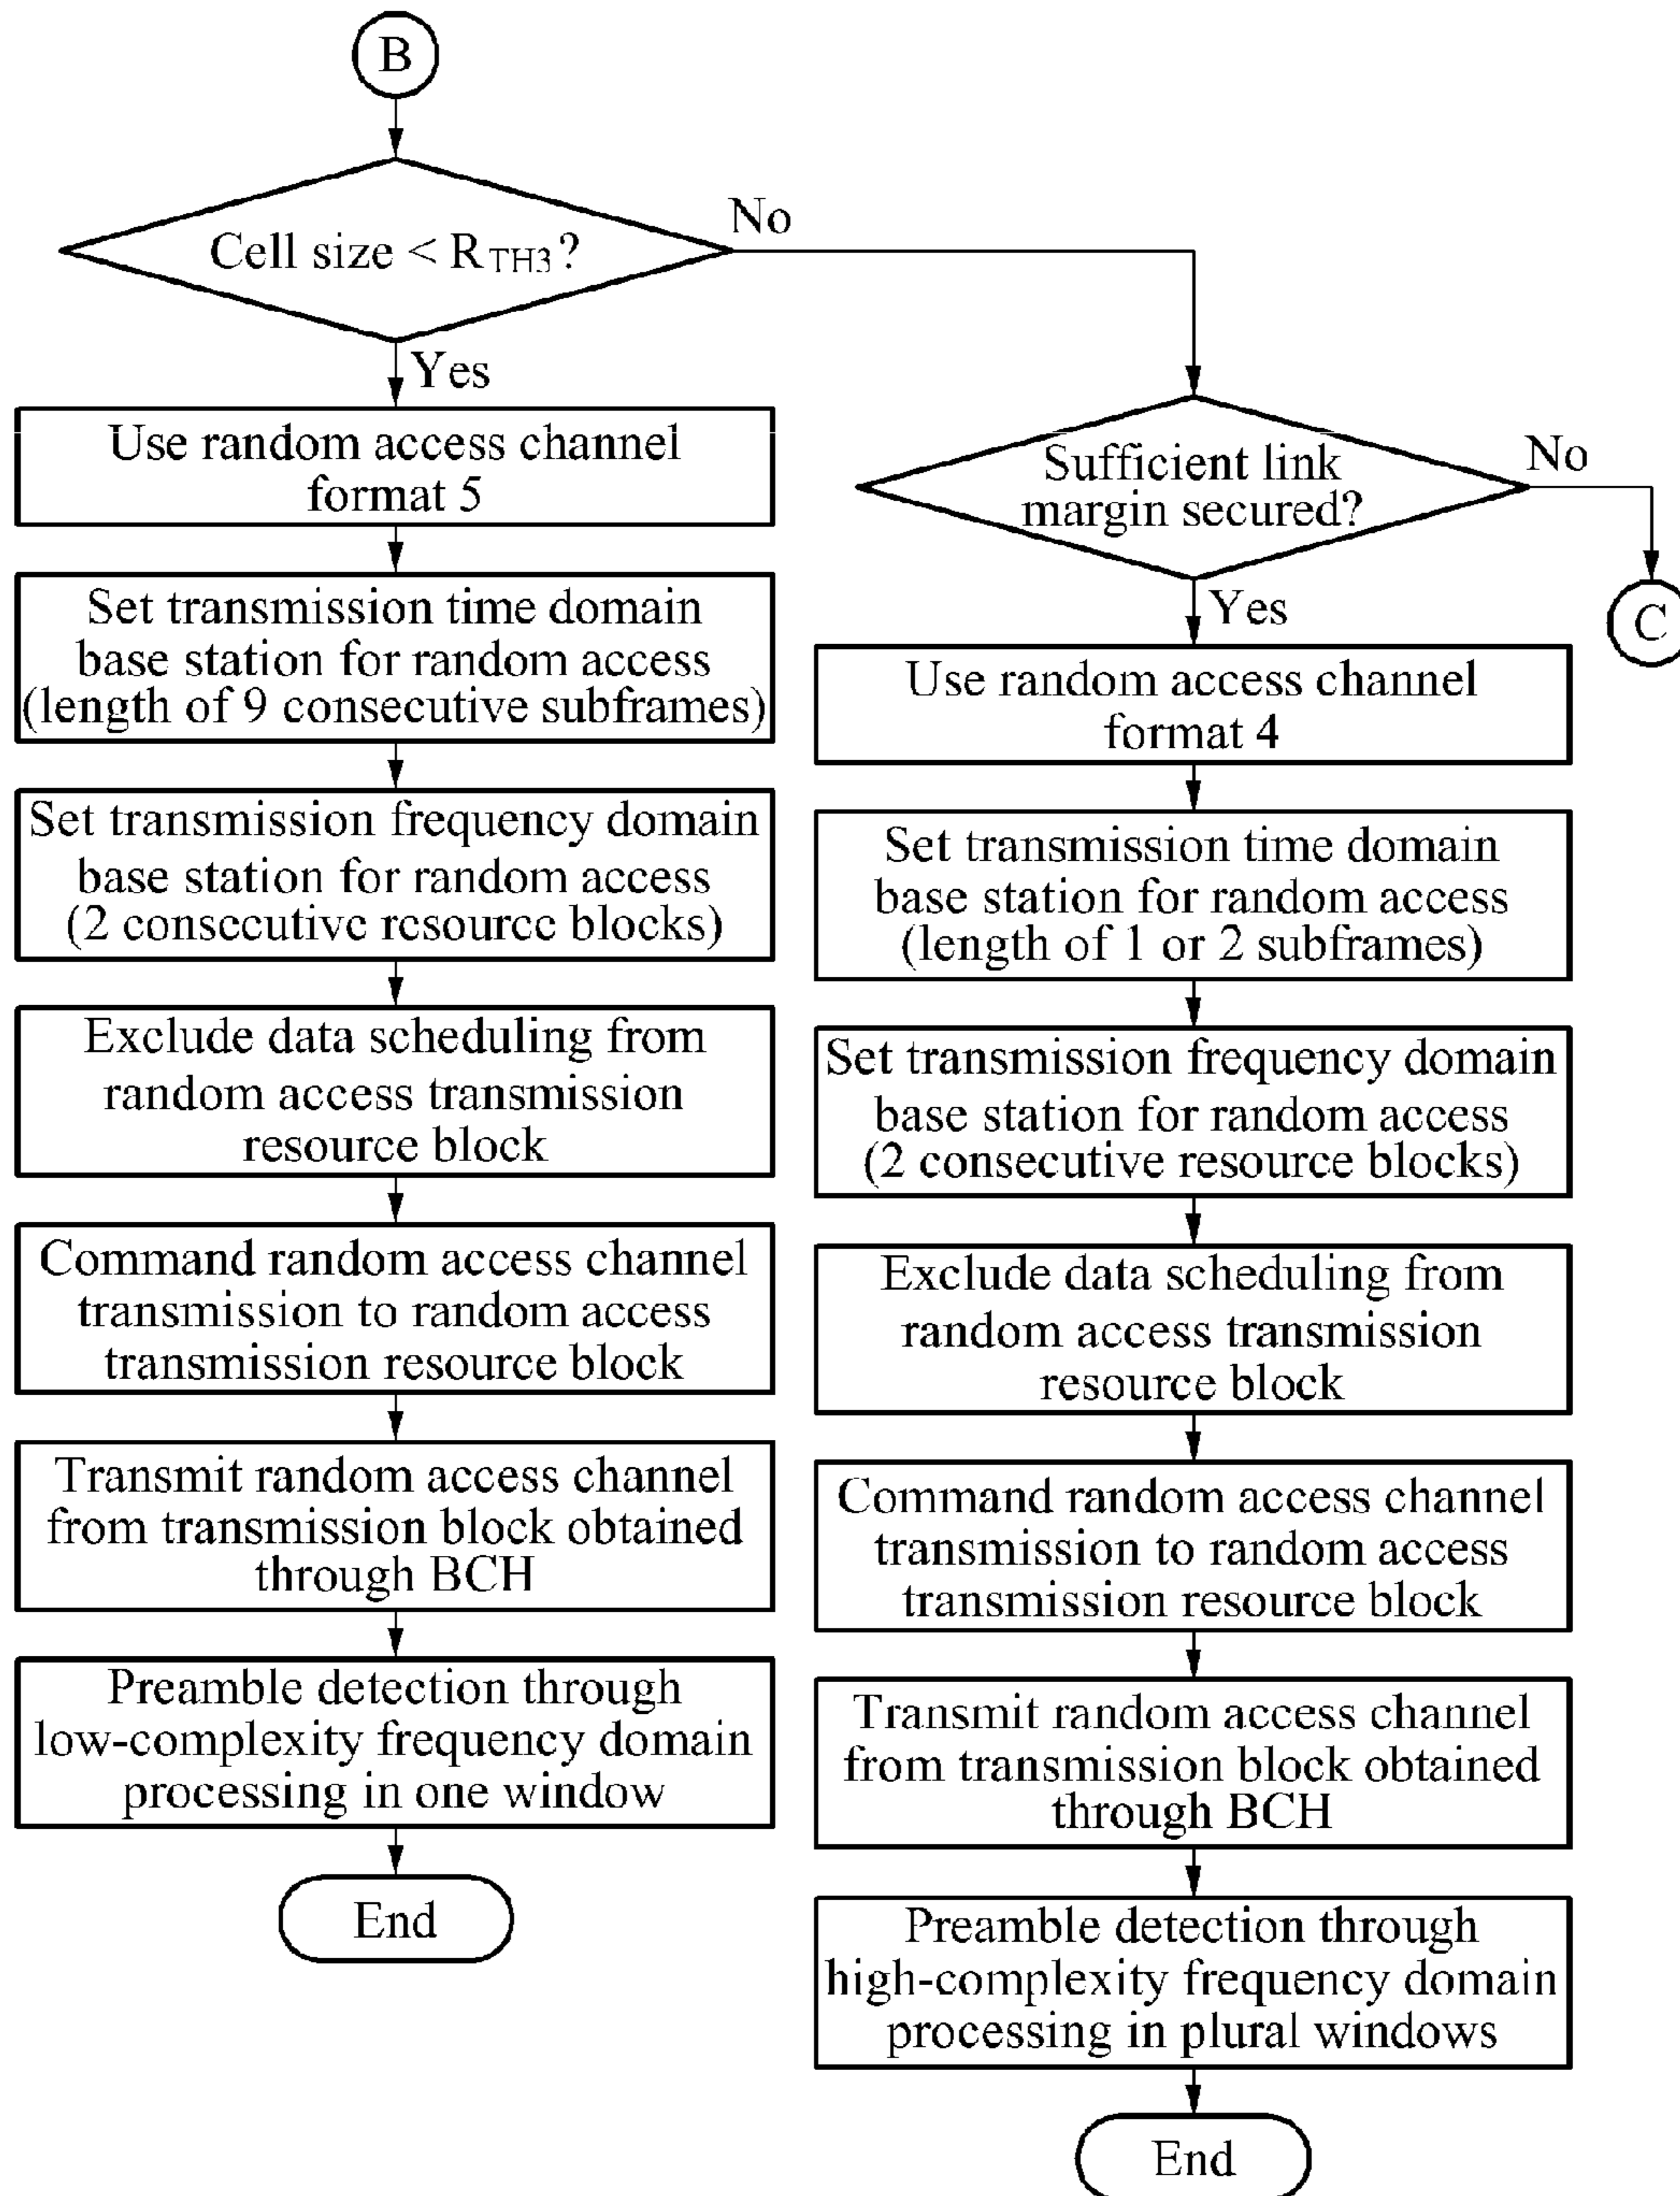 B
Cell size < RTH3?
No
Yes
Use random access channel
format 5
Set transmission time domain
base station for random access
(length of 9 consecutive subframes)
Set transmission frequency domain
base station for random access
(2 consecutive resource blocks)
Exclude data scheduling from
random access transmission
resource block
Command random access channel
transmission to random access
transmission resource block
Transmit random access channel
from transmission block obtained
through BCH
Preamble detection through
low-complexity frequency domain
processing in one window
End
Sufficient link
margin secured?
No
C
Yes
Use random access channel
format 4
Set transmission time domain
base station for random access
(length of 1 or 2 subframes)
Set transmission frequency domain
base station for random access
(2 consecutive resource blocks)
Exclude data scheduling from
random access transmission
resource block
Command random access channel
transmission to random access
transmission resource block
Transmit random access channel
from transmission block obtained
through BCH
Preamble detection through
high-complexity frequency domain
processing in plural windows
End